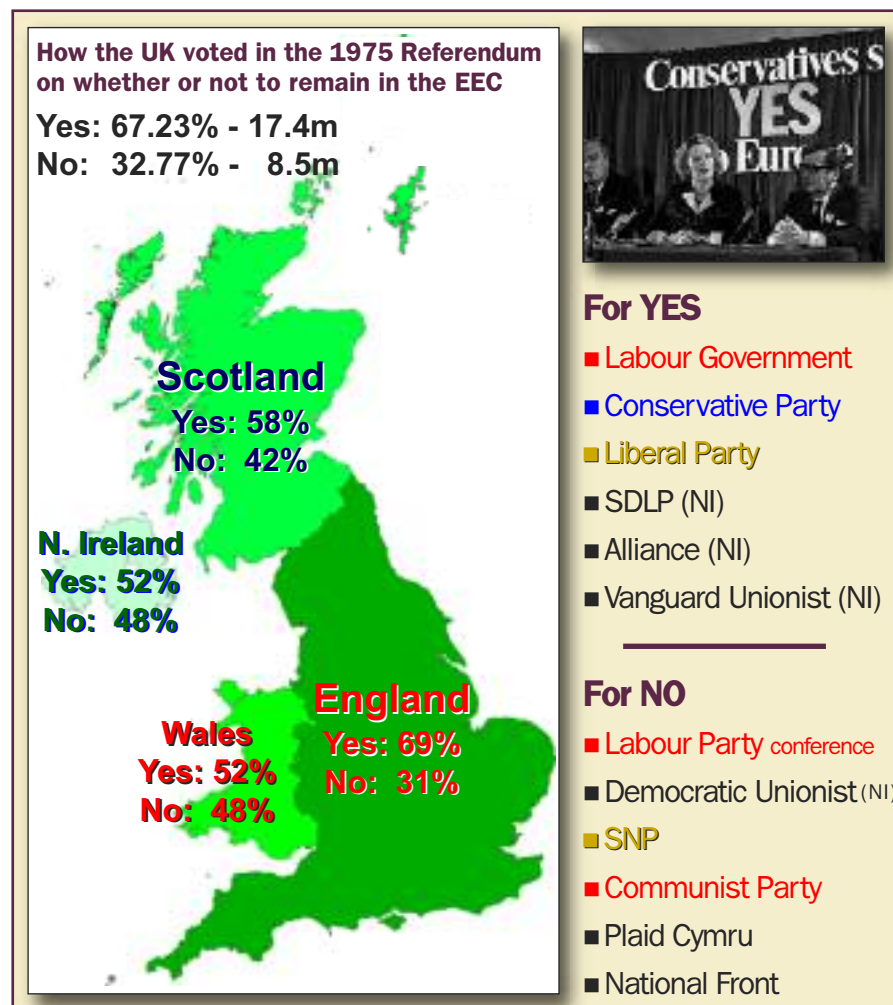 How the UK voted in the 1975 Referendum
on whether or not to remain in the EEC
Yes: 67.23% - 17.4m
No: 32.77% - 8.5m
Scotland
Yes: 58%
No: 42%
N. Ireland
Yes: 52%
No: 48%
Wales
Yes: 52%
No: 48%
England
Yes: 69%
No: 31%
Conservatives s
YES
to Europe
For YES
■ Labour Government
■ Conservative Party
■ Liberal Party
■ SDLP (NI)
■ Alliance (NI)
■ Vanguard Unionist (NI)
For NO
■ Labour Party conference
■ Democratic Unionist (NI)
■ SNP
■ Communist Party
■ Plaid Cymru
■ National Front